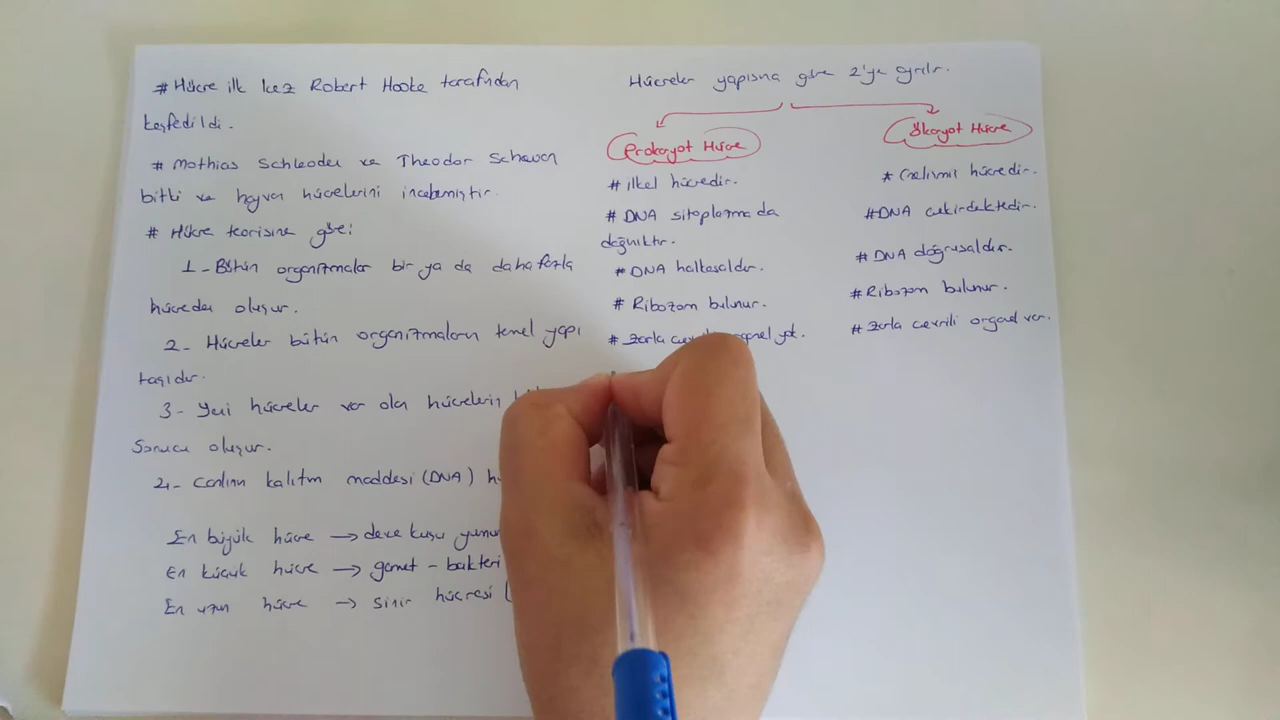 # Hücre ilk kez Robert Hooke tarafından
keşfedildi.
# Mathias Schleiden ve Theodor Schwan
bitki ve hayvan hücrelerini incelemiştir.
# Hücre teorisine göre;
1- Bütün organizmalar bir ya da daha fazla
hücreden oluşur.
2- Hücreler bütün organizmaların temel yapı
taşıdır.
3- Yeni hücreler var olan hücrelerin
Sonucu oluşur.
4- Canlının kalıtım maddesi (DNA)
En büyük hücre → deve kuşu
En küçük hücre → gamet - bakteri
En uzun hücre → sinir hücresi
Hücreler yapısına göre 2'ye ayrılır.
Prokaryot Hücre
# ilkel hücredir.
# DNA sitoplazmada
dağınıktır.
# DNA halkasaldır.
# Ribozom bulunur.
# Zarla organel yok.
Ökaryot Hücre
* Gelişmiş hücredir.
# DNA çekirdektedir.
# DNA doğrusaldır.
# Ribozom bulunur.
# Zarla çevrili organel var.